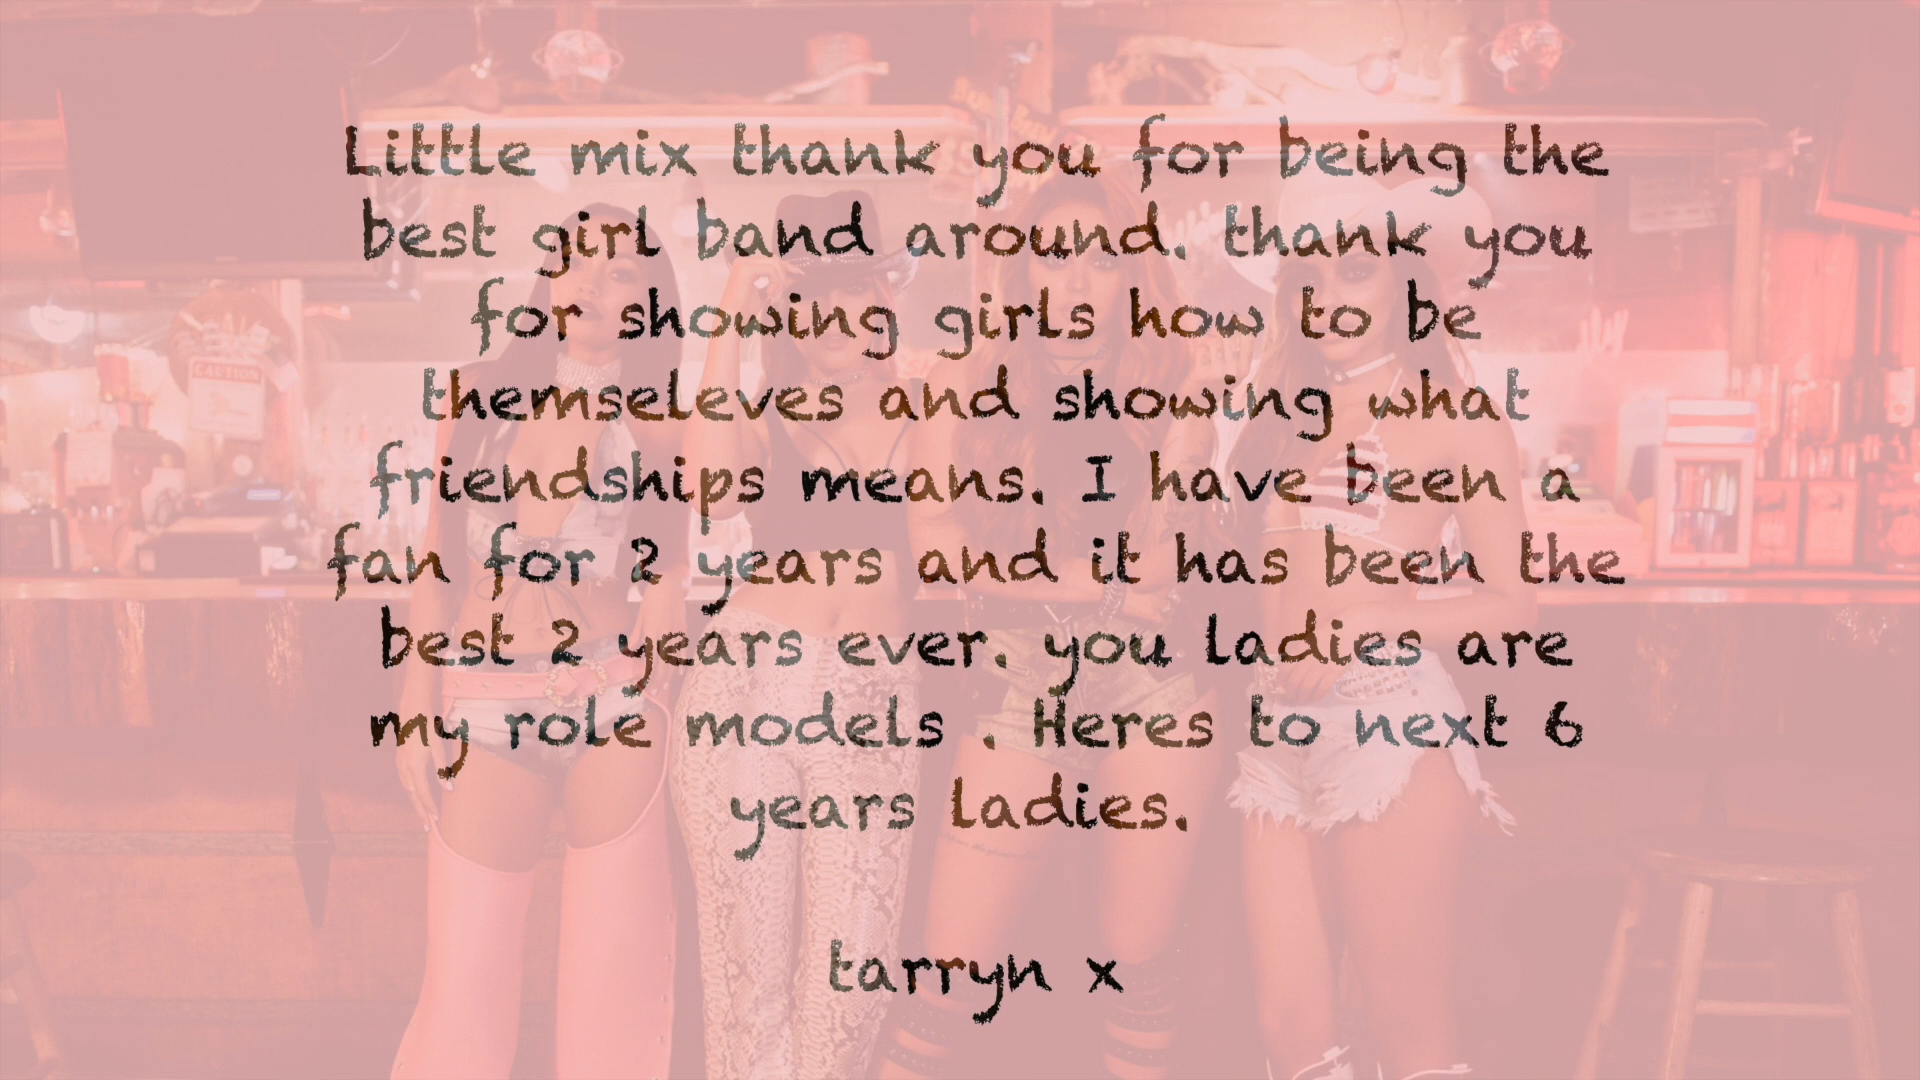 Little mix thank you for being the
best girl band around. thank you
for showing girls how to be
themseleves and showing what
friendships means. I have been a
fan for 2 years and it has been the
best 2 years ever. you ladies are
my role models . Heres to next 6
years ladies.
tarryn x
CAUTION